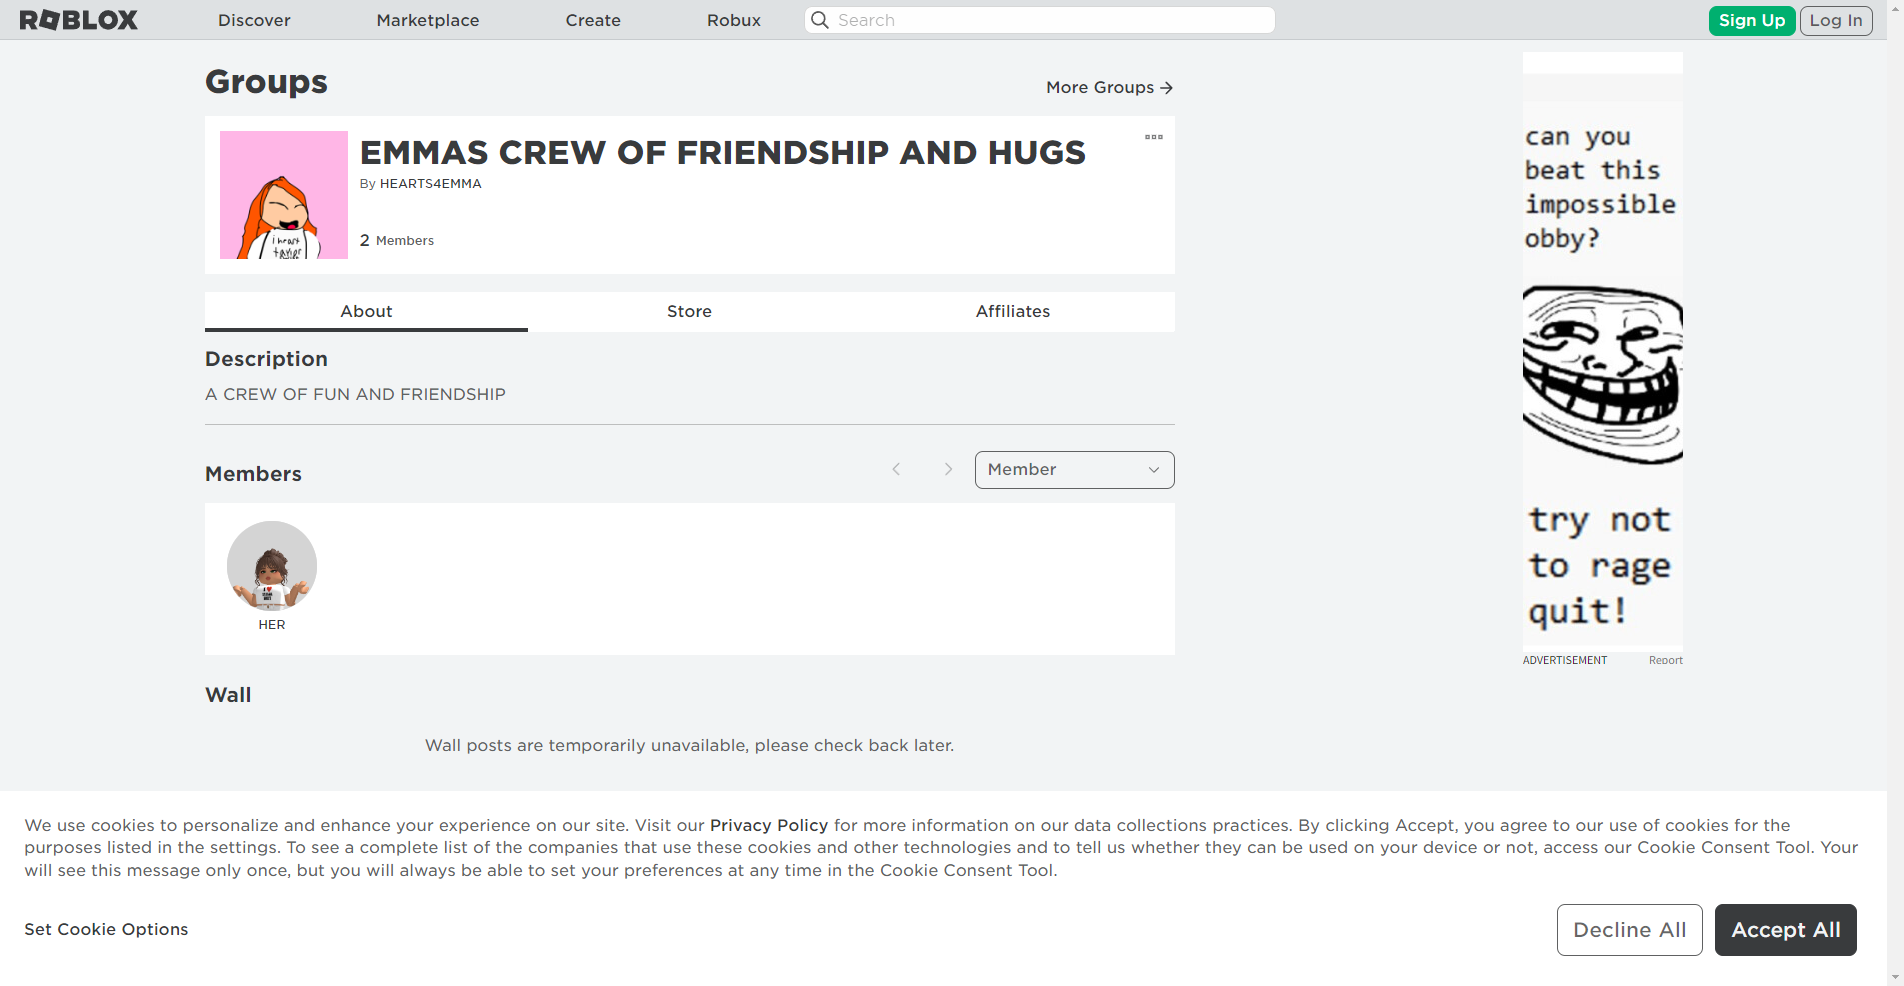 ROBLOX
Discover
Marketplace
Create
Robux
Search
Sign Up
Log In
Groups
More Groups
EMMAS CREW OF FRIENDSHIP AND HUGS
By HEARTS4EMMA
i heart
2 Members
About
Store
Affiliates
Description
A CREW OF FUN AND FRIENDSHIP
Members
Member
HER
Wall
Wall posts are temporarily unavailable, please check back later.
can you
beat this
impossible
obby?
try not
to rage
quit!
ADVERTISEMENT
Report
We use cookies to personalize and enhance your experience on our site. Visit our Privacy Policy for more information on our data collections practices. By clicking Accept, you agree to our use of cookies for the
purposes listed in the settings. To see a complete list of the companies that use these cookies and other technologies and to tell us whether they can be used on your device or not, access our Cookie Consent Tool. Your
will see this message only once, but you will always be able to set your preferences at any time in the Cookie Consent Tool.
Set Cookie Options
Decline All
Accept All